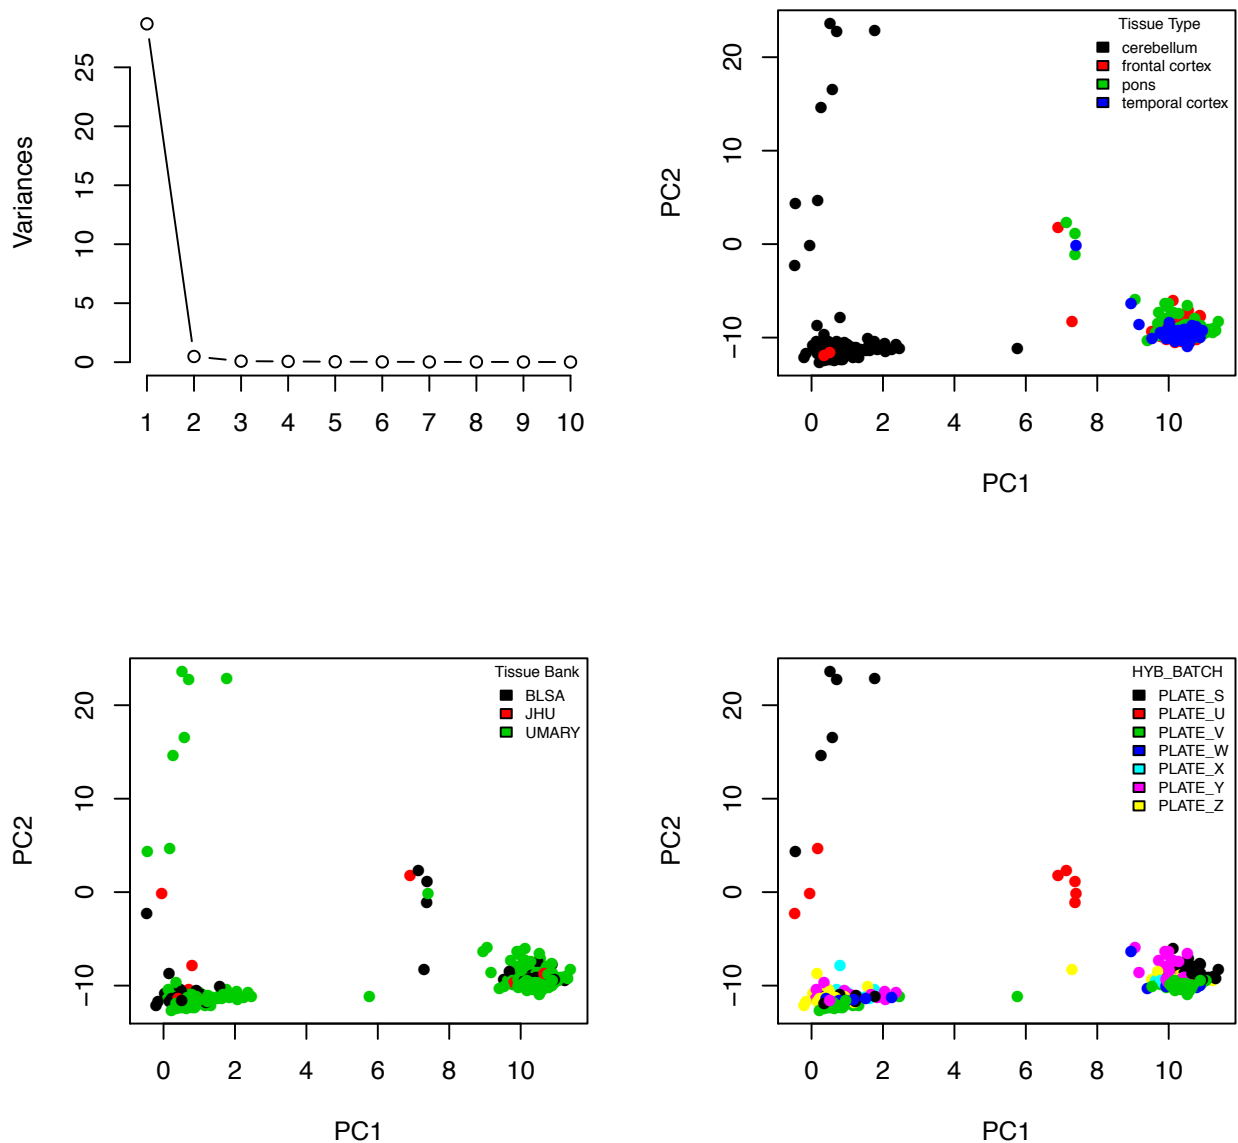 Variances
0 5 10 15 20 25
1 2 3 4 5 6 7 8 9 10
Tissue Type
cerebellum
frontal cortex
pons
temporal cortex
PC2
−10 0 10 20
0 2 4 6 8 10
PC1
Tissue Bank
BLSA
JHU
UMARY
PC2
−10 0 10 20
0 2 4 6 8 10
PC1
HYB_BATCH
PLATE_S
PLATE_U
PLATE_V
PLATE_W
PLATE_X
PLATE_Y
PLATE_Z
PC2
−10 0 10 20
0 2 4 6 8 10
PC1